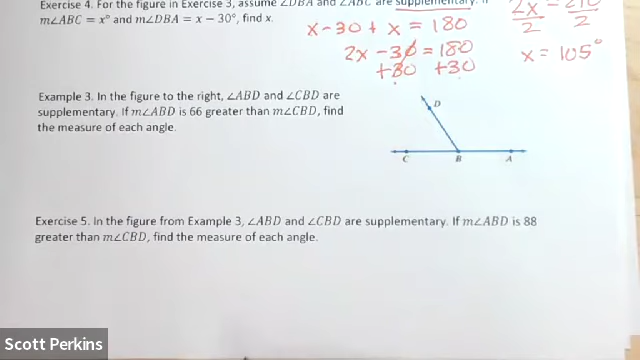 Exercise 4. For the figure in Exercise 3, assume ∠DBA and ∠ABC are supplementary. If
m∠ABC = x° and m∠DBA = x − 30°, find x.
x-30 + x = 180
2x - 30 = 180
+30 +30
2x = 210
2 2
x = 105°
Example 3. In the figure to the right, ∠ABD and ∠CBD are
supplementary. If m∠ABD is 66 greater than m∠CBD, find
the measure of each angle.
D
C B A
Exercise 5. In the figure from Example 3, ∠ABD and ∠CBD are supplementary. If m∠ABD is 88
greater than m∠CBD, find the measure of each angle.
Scott Perkins